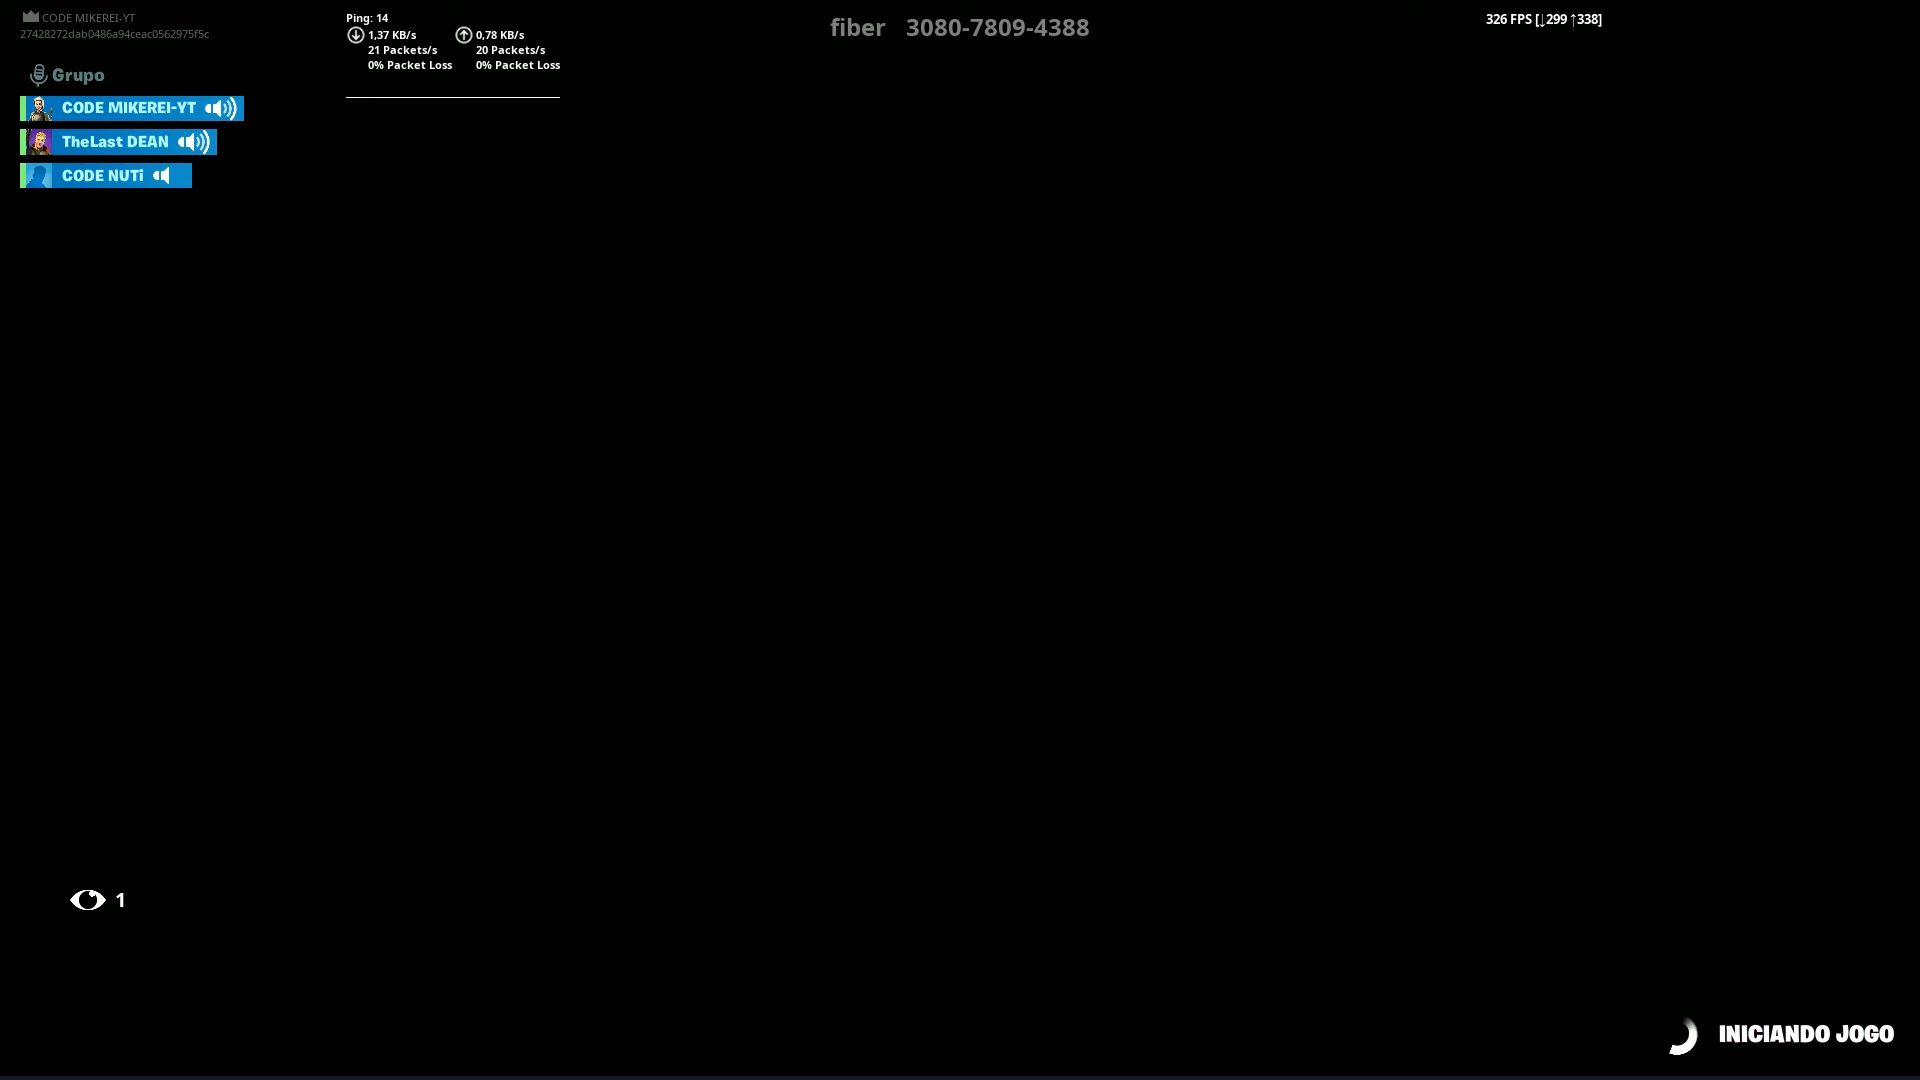 CODE MIKEREI-YT
27428272dab0486a94ceac0562975f5c
Ping: 14
1,37 KB/s 0,78 KB/s
21 Packets/s 20 Packets/s
0% Packet Loss 0% Packet Loss
fiber 3080-7809-4388
326 FPS [↓299 ↑338]
Grupo
CODE MIKEREI-YT
TheLast DEAN
CODE NUTi
1
INICIANDO JOGO